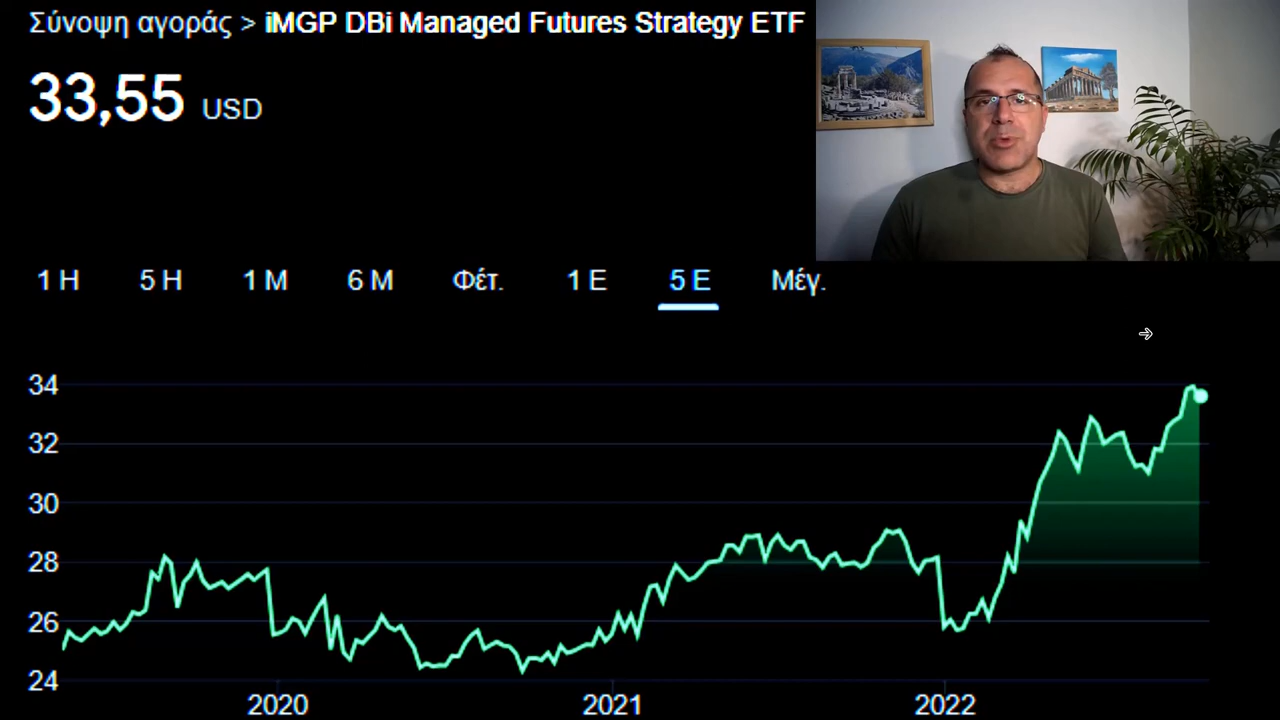 Σύνοψη αγοράς > iMGP DBi Managed Futures Strategy ETF
33,55 USD
1 Η 5 Η 1 Μ 6 Μ Φέτ. 1 Ε 5 Ε Μέγ.
34
32
30
28
26
24
2020 2021 2022